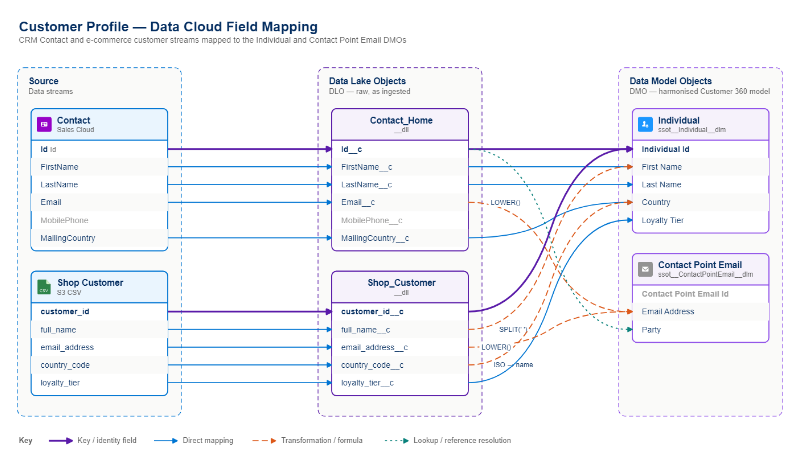 Customer Profile — Data Cloud Field Mapping
CRM Contact and e-commerce customer streams mapped to the Individual and Contact Point Email DMOs
Source
Data streams
Contact
Sales Cloud
Id Id
FirstName
LastName
Email
MobilePhone
MailingCountry
CSV
Shop Customer
S3 CSV
customer_id
full_name
email_address
country_code
loyalty_tier
Data Lake Objects
DLO — raw, as ingested
Contact_Home
__dll
Id__c
FirstName__c
LastName__c
Email__c
MobilePhone__c
MailingCountry__c
Shop_Customer
__dll
customer_id__c
full_name__c
email_address__c
country_code__c
loyalty_tier__c
LOWER()
SPLIT(' ')
LOWER()
ISO → name
Data Model Objects
DMO — harmonised Customer 360 model
Individual
ssot__Individual__dlm
Individual Id
First Name
Last Name
Country
Loyalty Tier
Contact Point Email
ssot__ContactPointEmail__dlm
Contact Point Email Id
Email Address
Party
Key
Key / identity field
Direct mapping
Transformation / formula
Lookup / reference resolution